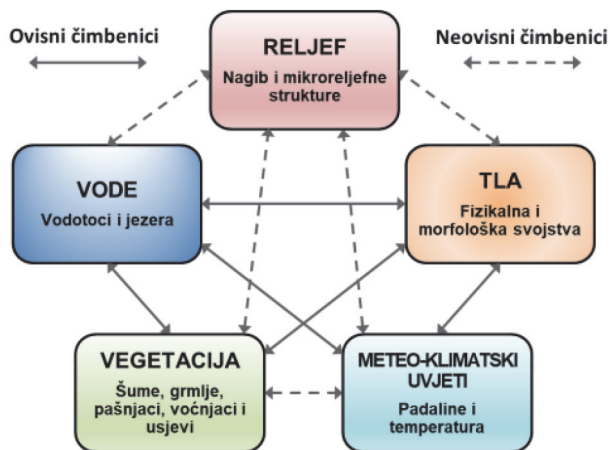 Ovisni čimbenici
Neovisni čimbenici
RELJEF
Nagib i mikroreljefne
strukture
VODE
Vodotoci i jezera
TLA
Fizikalna i
morfološka svojstva
VEGETACIJA
Šume, grmlje,
pašnjaci, voćnjaci i
usjevi
METEO-KLIMATSKI
UVJETI
Padaline i
temperatura